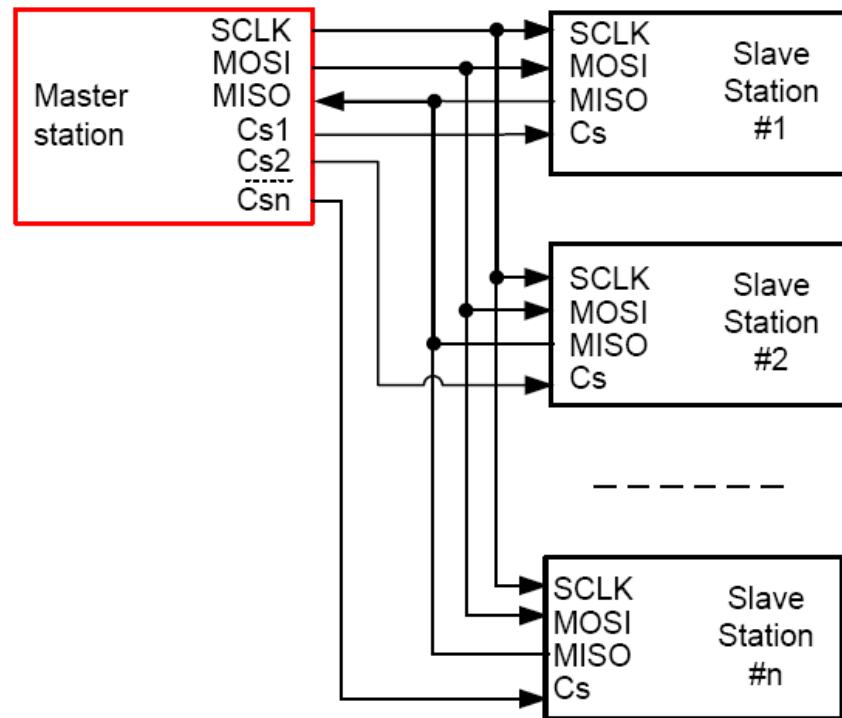 Master
station
SCLK
MOSI
MISO
Cs1
Cs2
Csn
SCLK
MOSI
MISO
Cs
Slave
Station
#1
SCLK
MOSI
MISO
Cs
Slave
Station
#2
SCLK
MOSI
MISO
Cs
Slave
Station
#n